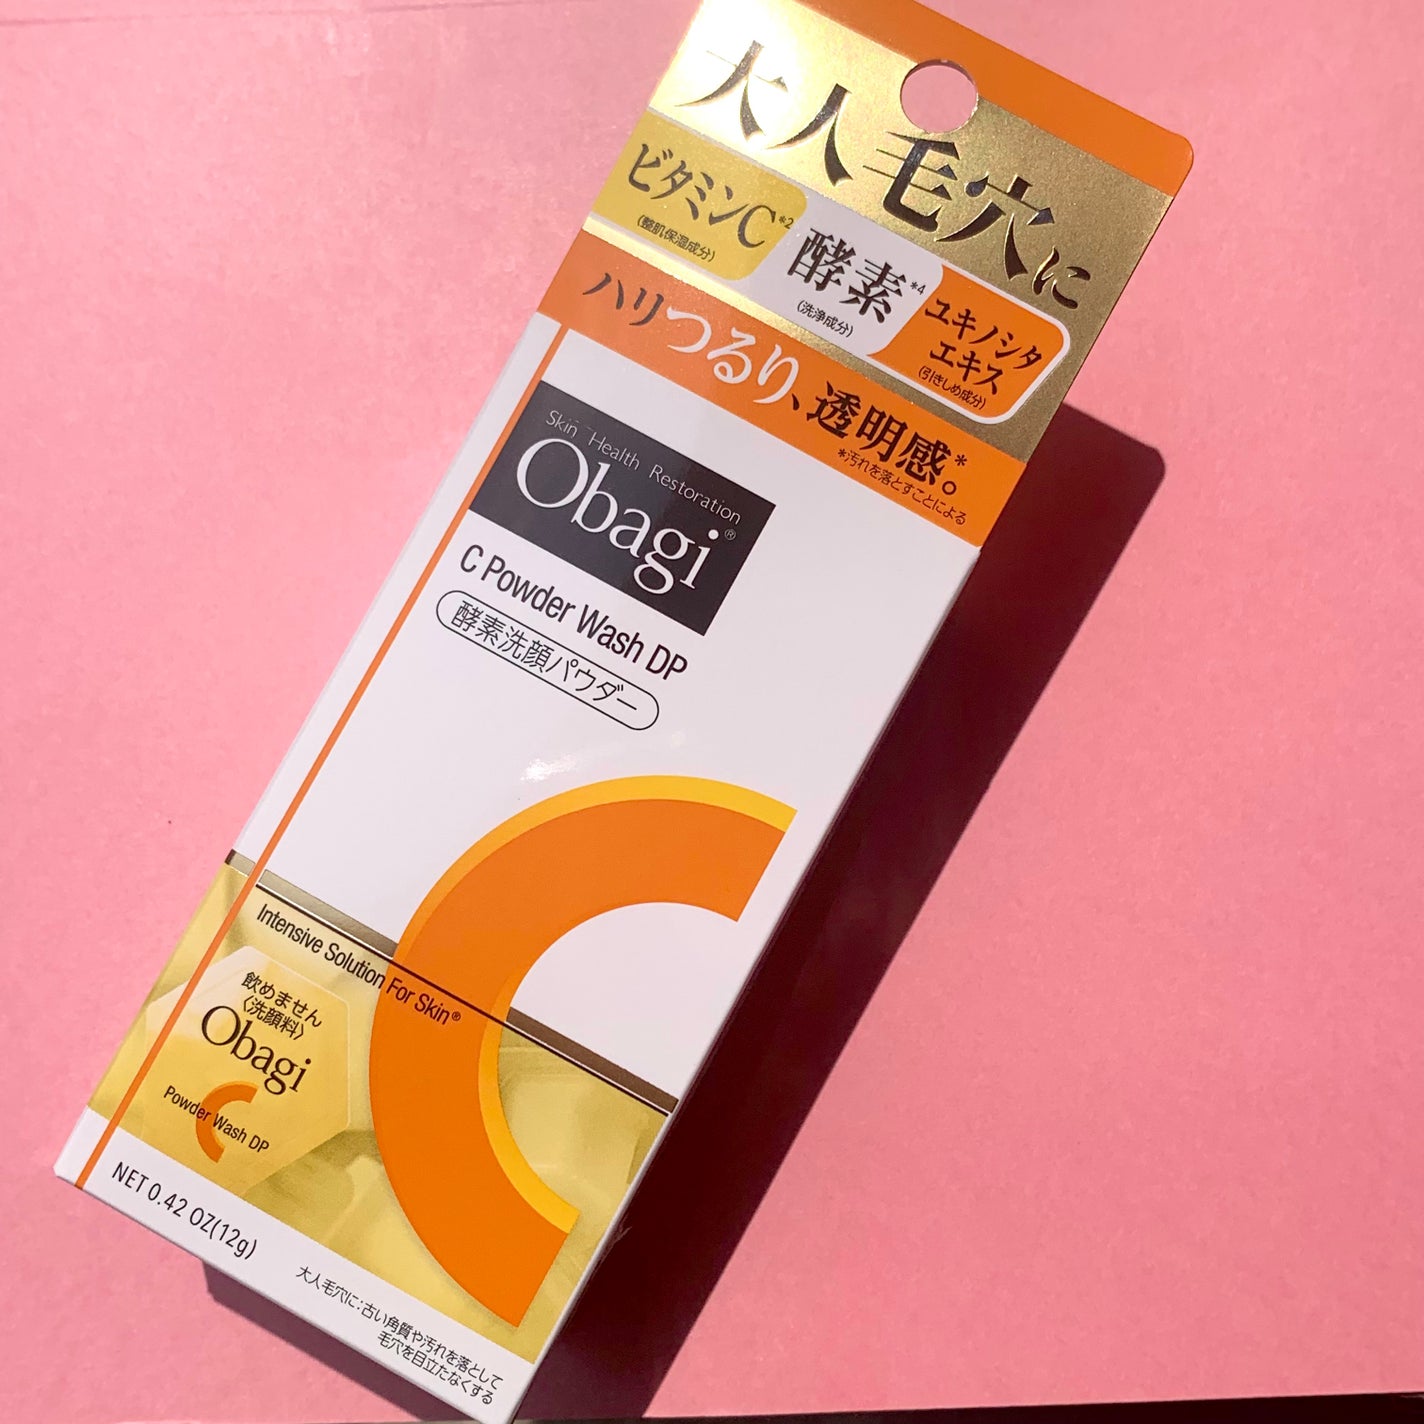 大人毛穴に
ビタミンC*2
(整肌保湿成分)
酵素*4
(洗浄成分)
ユキノシタ
エキス
(引きしめ成分)
ハリつるり、透明感*。
*汚れを落とすことによる
Skin Health Restoration
Obagi®
C Powder Wash DP
酵素洗顔パウダー
Intensive Solution For Skin®
飲めません
〈洗顔料〉
Obagi
C
Powder Wash DP
NET 0.42 OZ(12g)
大人毛穴に:古い角質や汚れを落として
毛穴を目立たなくする